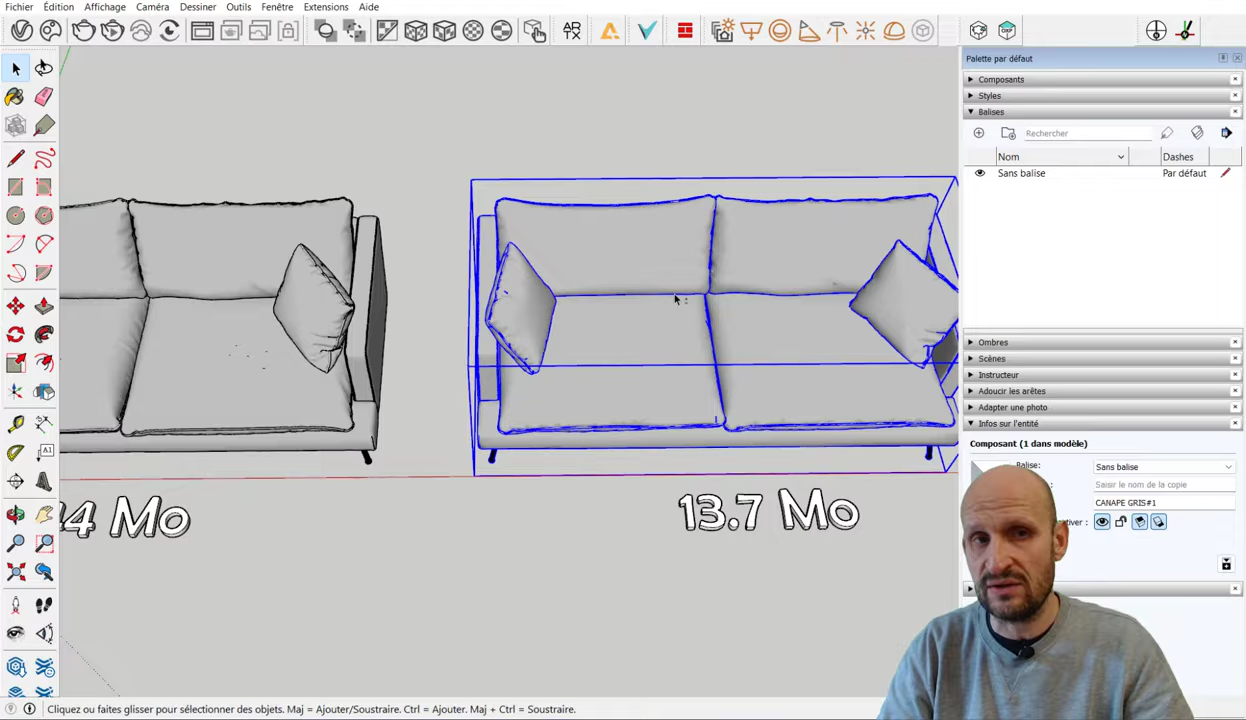 Fichier Édition Affichage Caméra Dessiner Outils Fenêtre Extensions Aide
Palette par défaut
Composants
Styles
Balises
Rechercher
Nom
Dashes
Sans balise
Par défaut
Ombres
Scènes
Instructeur
Adoucir les arêtes
Adapter une photo
Infos sur l'entité
Composant (1 dans modèle)
Balise:
Sans balise
Saisir le nom de la copie
CANAPE GRIS#1
4 Mo
13.7 Mo
Cliquez ou faites glisser pour sélectionner des objets. Maj = Ajouter/Soustraire. Ctrl = Ajouter. Maj + Ctrl = Soustraire.